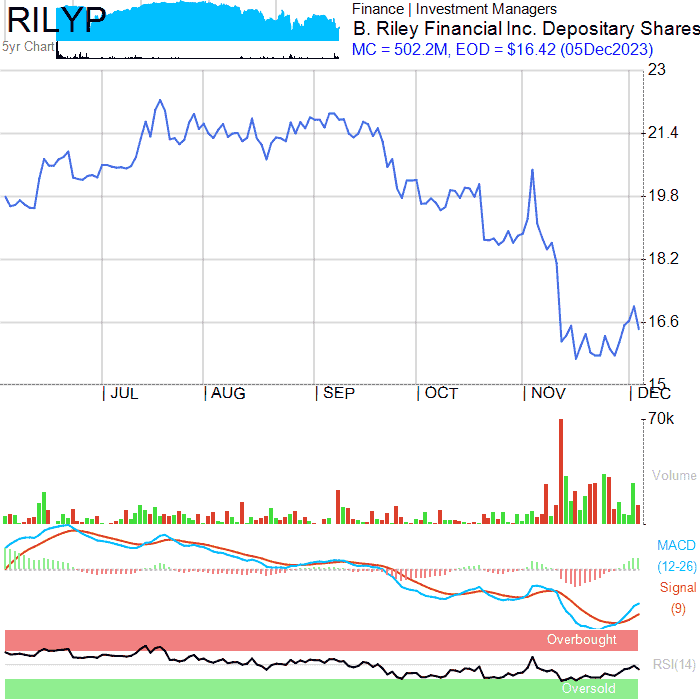 RILYP
5yr Chart
Finance | Investment Managers
B. Riley Financial Inc. Depositary Shares
MC = 502.2M, EOD = $16.42 (05Dec2023)
23
21.4
19.8
18.2
16.6
15
| JUL | AUG | SEP | OCT | NOV | DEC
70k
Volume
MACD
(12-26)
Signal
(9)
Overbought
RSI(14)
Oversold